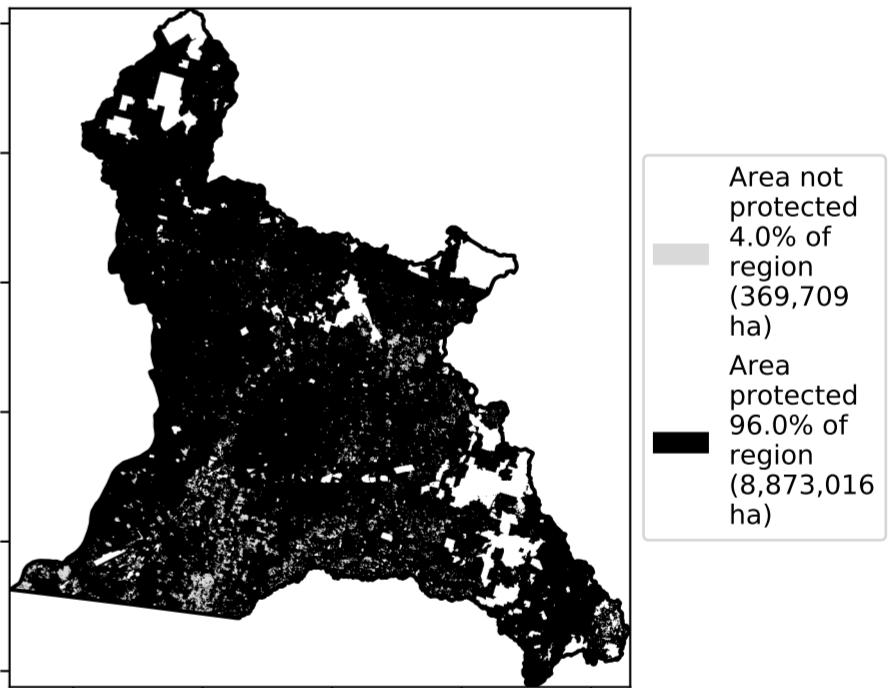 Area not
protected
4.0% of
region
(369,709
ha)
Area
protected
96.0% of
region
(8,873,016
ha)